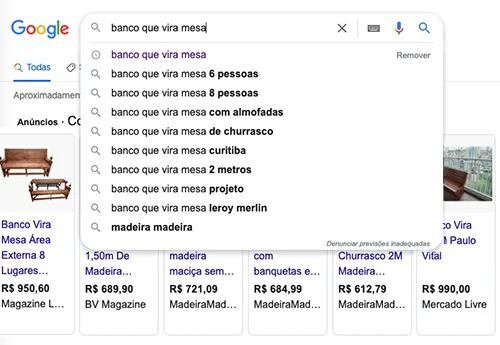 Google
banco que vira mesa
Todas
banco que vira mesa
Remover
banco que vira mesa 6 pessoas
banco que vira mesa 8 pessoas
banco que vira mesa com almofadas
banco que vira mesa de churrasco
banco que vira mesa curitiba
banco que vira mesa 2 metros
banco que vira mesa projeto
banco que vira mesa leroy merlin
madeira madeira
Denunciar previsões inadequadas
Aproximadamen
Anúncios · Co
Banco Vira
Mesa Área
Externa 8
Lugares…
R$ 950,60
Magazine L…
1,50m De
Madeira…
R$ 689,90
BV Magazine
madeira
maciça sem…
R$ 721,09
MadeiraMad…
com
banquetas e…
R$ 684,99
MadeiraMad…
Churrasco 2M
Madeira…
R$ 612,79
MadeiraMad…
Vira
M Paulo
Vital
R$ 990,00
Mercado Livre